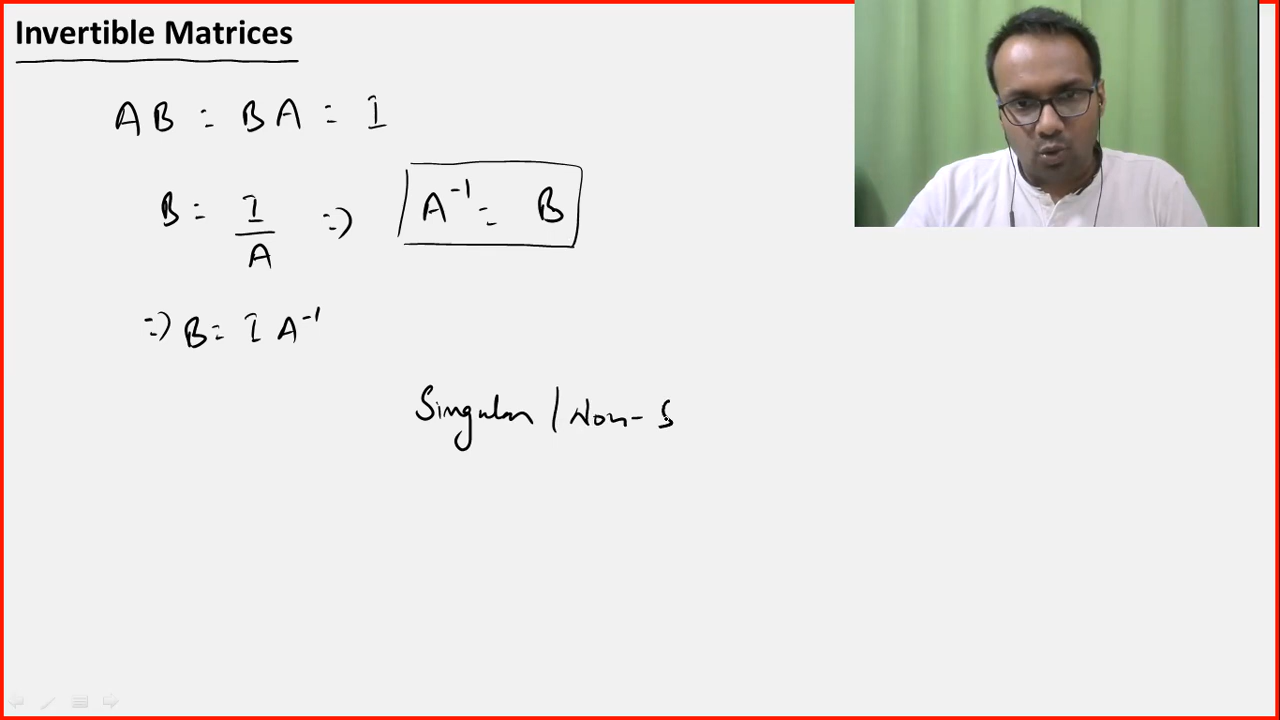 Invertible Matrices
AB = BA = I
B = I/A => A⁻¹ = B
=> B = I A⁻¹
Singular / Non-S